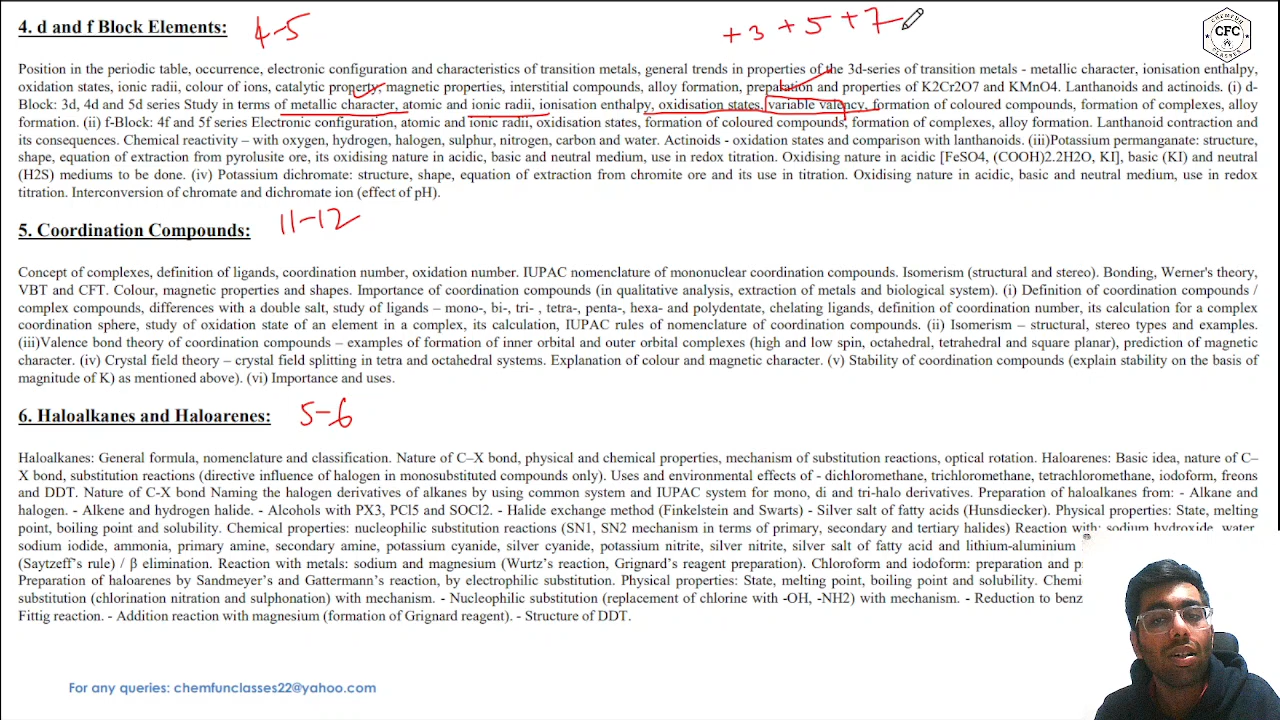 4. d and f Block Elements:
4-5
+3 +5 +7
CHEMFUN
CFC
CLASSES
Position in the periodic table, occurrence, electronic configuration and characteristics of transition metals, general trends in properties of the 3d-series of transition metals - metallic character, ionisation enthalpy,
oxidation states, ionic radii, colour of ions, catalytic property, magnetic properties, interstitial compounds, alloy formation, preparation and properties of K2Cr2O7 and KMnO4. Lanthanoids and actinoids. (i) d-
Block: 3d, 4d and 5d series Study in terms of metallic character, atomic and ionic radii, ionisation enthalpy, oxidisation states, variable valency, formation of coloured compounds, formation of complexes, alloy
formation. (ii) f-Block: 4f and 5f series Electronic configuration, atomic and ionic radii, oxidisation states, formation of coloured compounds, formation of complexes, alloy formation. Lanthanoid contraction and
its consequences. Chemical reactivity – with oxygen, hydrogen, halogen, sulphur, nitrogen, carbon and water. Actinoids - oxidation states and comparison with lanthanoids. (iii)Potassium permanganate: structure,
shape, equation of extraction from pyrolusite ore, its oxidising nature in acidic, basic and neutral medium, use in redox titration. Oxidising nature in acidic [FeSO4, (COOH)2.2H2O, KI], basic (KI) and neutral
(H2S) mediums to be done. (iv) Potassium dichromate: structure, shape, equation of extraction from chromite ore and its use in titration. Oxidising nature in acidic, basic and neutral medium, use in redox
titration. Interconversion of chromate and dichromate ion (effect of pH).
5. Coordination Compounds:
11-12
Concept of complexes, definition of ligands, coordination number, oxidation number. IUPAC nomenclature of mononuclear coordination compounds. Isomerism (structural and stereo). Bonding, Werner's theory,
VBT and CFT. Colour, magnetic properties and shapes. Importance of coordination compounds (in qualitative analysis, extraction of metals and biological system). (i) Definition of coordination compounds /
complex compounds, differences with a double salt, study of ligands – mono-, bi-, tri- , tetra-, penta-, hexa- and polydentate, chelating ligands, definition of coordination number, its calculation for a complex
coordination sphere, study of oxidation state of an element in a complex, its calculation, IUPAC rules of nomenclature of coordination compounds. (ii) Isomerism – structural, stereo types and examples.
(iii)Valence bond theory of coordination compounds – examples of formation of inner orbital and outer orbital complexes (high and low spin, octahedral, tetrahedral and square planar), prediction of magnetic
character. (iv) Crystal field theory – crystal field splitting in tetra and octahedral systems. Explanation of colour and magnetic character. (v) Stability of coordination compounds (explain stability on the basis of
magnitude of K) as mentioned above). (vi) Importance and uses.
6. Haloalkanes and Haloarenes:
5-6
Haloalkanes: General formula, nomenclature and classification. Nature of C–X bond, physical and chemical properties, mechanism of substitution reactions, optical rotation. Haloarenes: Basic idea, nature of C–
X bond, substitution reactions (directive influence of halogen in monosubstituted compounds only). Uses and environmental effects of - dichloromethane, trichloromethane, tetrachloromethane, iodoform, freons
and DDT. Nature of C-X bond Naming the halogen derivatives of alkanes by using common system and IUPAC system for mono, di and tri-halo derivatives. Preparation of haloalkanes from: - Alkane and
halogen. - Alkene and hydrogen halide. - Alcohols with PX3, PCl5 and SOCl2. - Halide exchange method (Finkelstein and Swarts) - Silver salt of fatty acids (Hunsdiecker). Physical properties: State, melting
point, boiling point and solubility. Chemical properties: nucleophilic substitution reactions (SN1, SN2 mechanism in terms of primary, secondary and tertiary halides) Reaction with: sodium hydroxide, water,
sodium iodide, ammonia, primary amine, secondary amine, potassium cyanide, silver cyanide, potassium nitrite, silver nitrite, silver salt of fatty acid and lithium-aluminium
(Saytzeff's rule) / β elimination. Reaction with metals: sodium and magnesium (Wurtz's reaction, Grignard's reagent preparation). Chloroform and iodoform: preparation and p
Preparation of haloarenes by Sandmeyer's and Gattermann's reaction, by electrophilic substitution. Physical properties: State, melting point, boiling point and solubility. Chemi
substitution (chlorination nitration and sulphonation) with mechanism. - Nucleophilic substitution (replacement of chlorine with -OH, -NH2) with mechanism. - Reduction to benz
Fittig reaction. - Addition reaction with magnesium (formation of Grignard reagent). - Structure of DDT.
For any queries: chemfunclasses22@yahoo.com